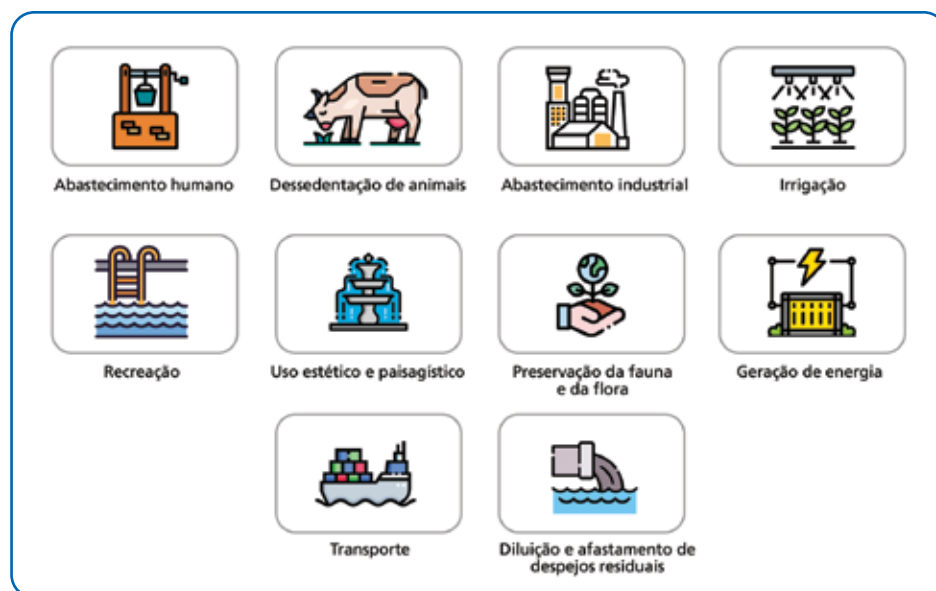 Abastecimento humano
Dessedentação de animais
Abastecimento industrial
Irrigação
Recreação
Uso estético e paisagístico
Preservação da fauna
e da flora
Geração de energia
Transporte
Diluição e afastamento de
despejos residuais